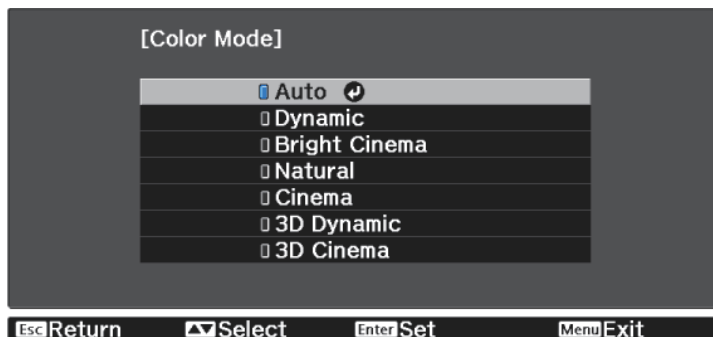 [Color Mode]
Auto
Dynamic
Bright Cinema
Natural
Cinema
3D Dynamic
3D Cinema
Esc Return Select Enter Set Menu Exit